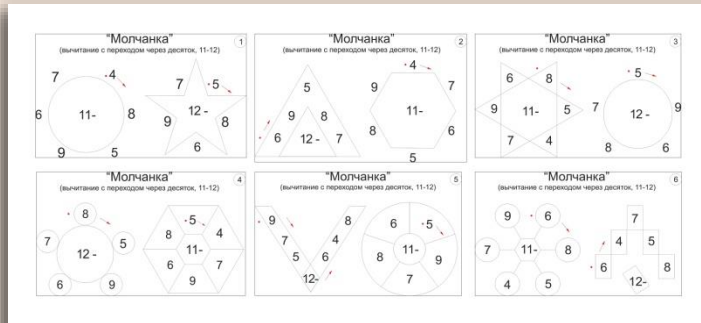 "Молчанка"
1
(вычитание с переходом через десяток, 11-12)
7 4
6 11- 8
9 5
7 5
9 12 - 8
6
"Молчанка"
2
(вычитание с переходом через десяток, 11-12)
5
9 8
6 12 - 7
4
9 7
11-
8 6
5
"Молчанка"
3
(вычитание с переходом через десяток, 11-12)
6 8
9 11- 5
7 4
5
7 12 - 9
8 6
"Молчанка"
4
(вычитание с переходом через десяток, 11-12)
8
7 5
12 -
6 9
5
8 4
11-
6 7
9
"Молчанка"
5
(вычитание с переходом через десяток, 11-12)
9 8
7 4
5 6
12-
6 5
11-
8 9
7
"Молчанка"
6
(вычитание с переходом через десяток, 11-12)
9 6
7 11- 8
4 5
7
4 5
6 8
12-